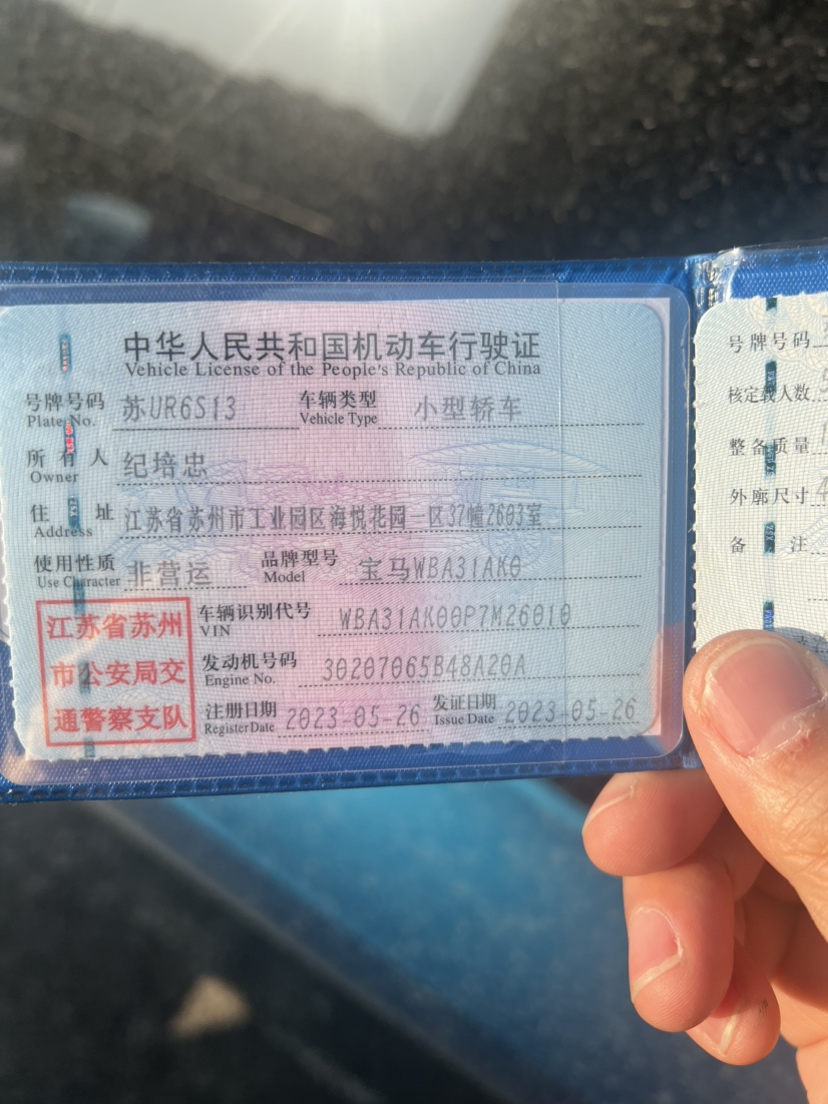 中华人民共和国机动车行驶证
Vehicle License of the People's Republic of China
号牌号码 苏UR6S13 车辆类型 小型轿车
Plate No. Vehicle Type
所有人 纪培忠
Owner
住址 江苏省苏州市工业园区海悦花园一区37幢2603室
Address
使用性质 非营运 品牌型号 宝马WBA31AK0
Use Character Model
江苏省苏州
市公安局交
通警察支队
车辆识别代号 WBA31AK00P7M26010
VIN
发动机号码 30207065B48A20A
Engine No.
注册日期 2023-05-26 发证日期 2023-05-26
Register Date Issue Date
号牌号码
核定载人数
整备质量
外廓尺寸
备注